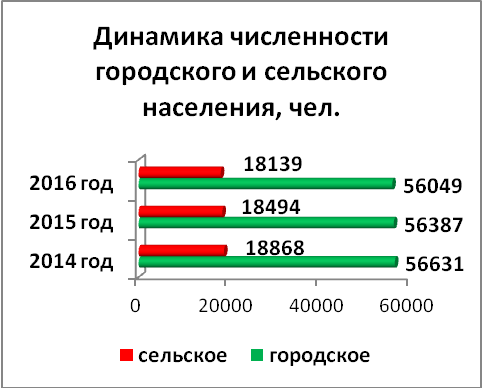 Динамика численности
городского и сельского
населения, чел.
2016 год
18139
56049
2015 год
18494
56387
2014 год
18868
56631
0 20000 40000 60000
сельское городское